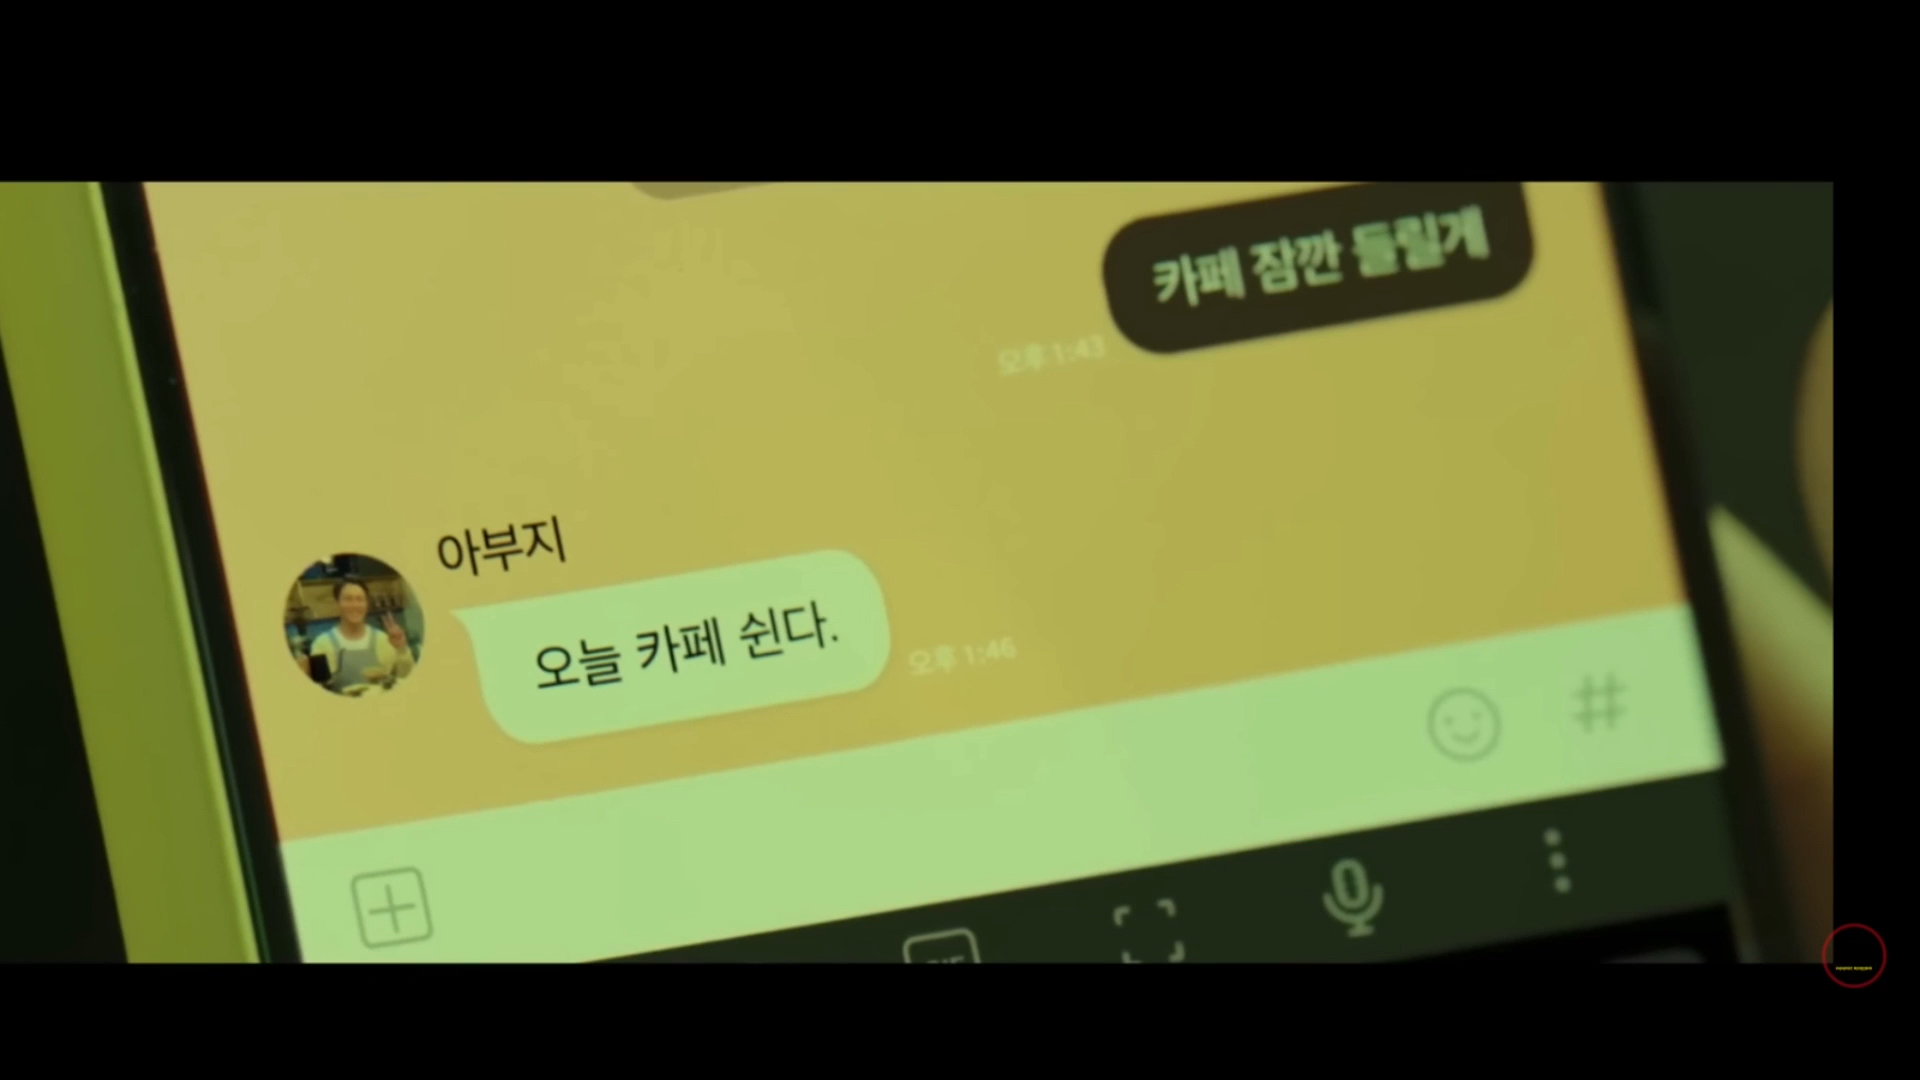 카페 잠깐 들릴게
오후 1:43
아부지
오늘 카페 쉰다.
오후 1:46
#